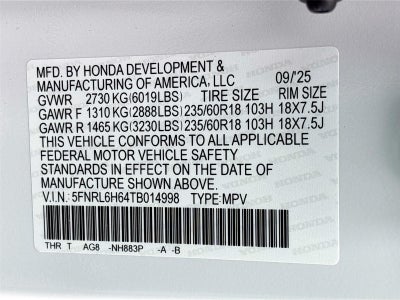 MFD. BY HONDA DEVELOPMENT &
MANUFACTURING OF AMERICA, LLC 09/'25
GVWR 2730 KG(6019LBS) TIRE SIZE RIM SIZE
GAWR F 1310 KG(2888LBS) 235/60R18 103H 18X7.5J
GAWR R 1465 KG(3230LBS) 235/60R18 103H 18X7.5J
THIS VEHICLE CONFORMS TO ALL APPLICABLE
FEDERAL MOTOR VEHICLE SAFETY
STANDARDS IN EFFECT ON THE DATE OF
MANUFACTURE SHOWN ABOVE.
V.I.N.: 5FNRL6H64TB014998 TYPE: MPV
THR T AG8 -NH883P -A -B